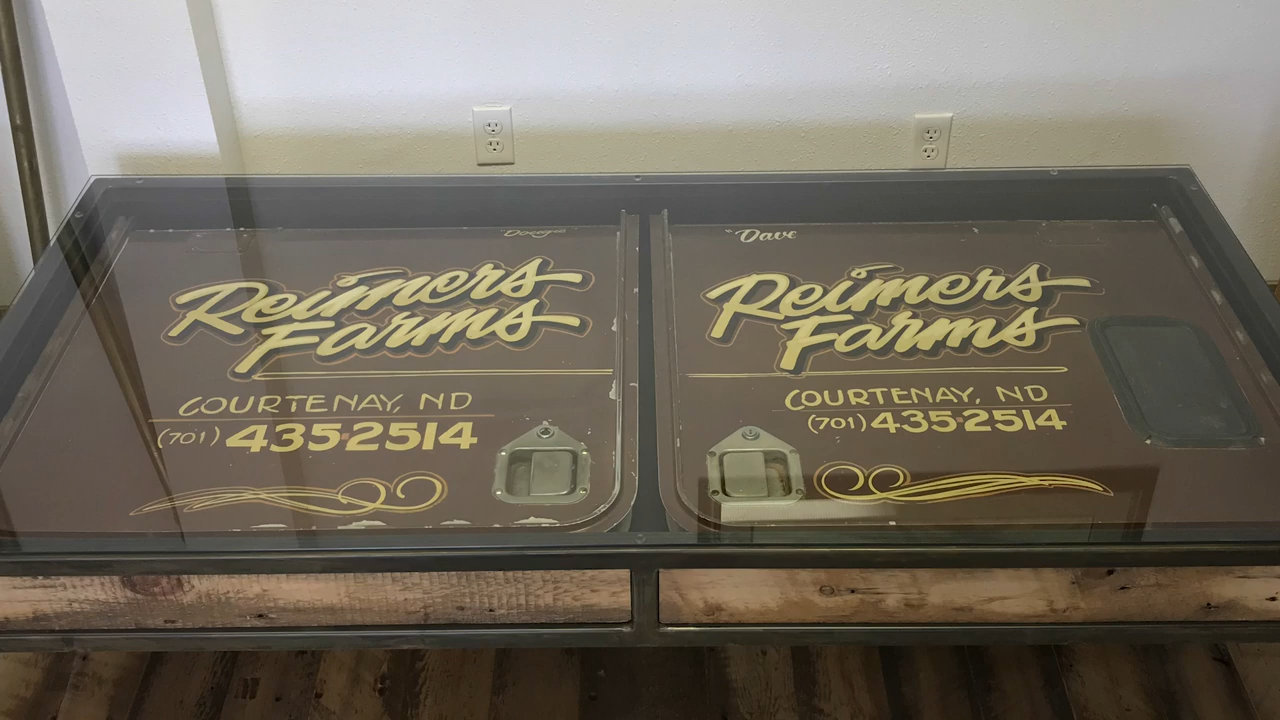 Reimers
Farms
COURTENAY, ND
(701) 435-2514
"Dave
Reimers
Farms
COURTENAY, ND
(701) 435-2514